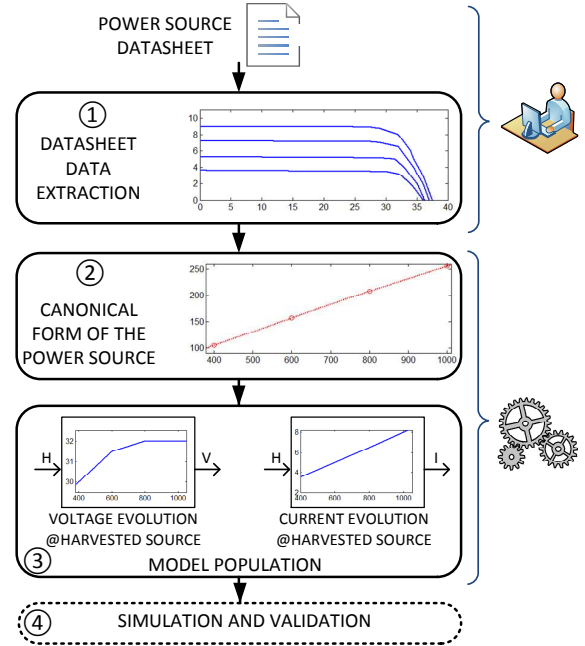 POWER SOURCE
DATASHEET
①
DATASHEET
DATA
EXTRACTION
10
8
6
4
2
0
0 5 10 15 20 25 30 35 40
②
CANONICAL
FORM OF THE
POWER SOURCE
250
200
150
100
400 500 600 700 800 900 1000
H
32
31
30
400 600 800 1000
V
H
8
6
4
2
400 600 800 1000
I
VOLTAGE EVOLUTION
@HARVESTED SOURCE
CURRENT EVOLUTION
@HARVESTED SOURCE
③ MODEL POPULATION
④ SIMULATION AND VALIDATION